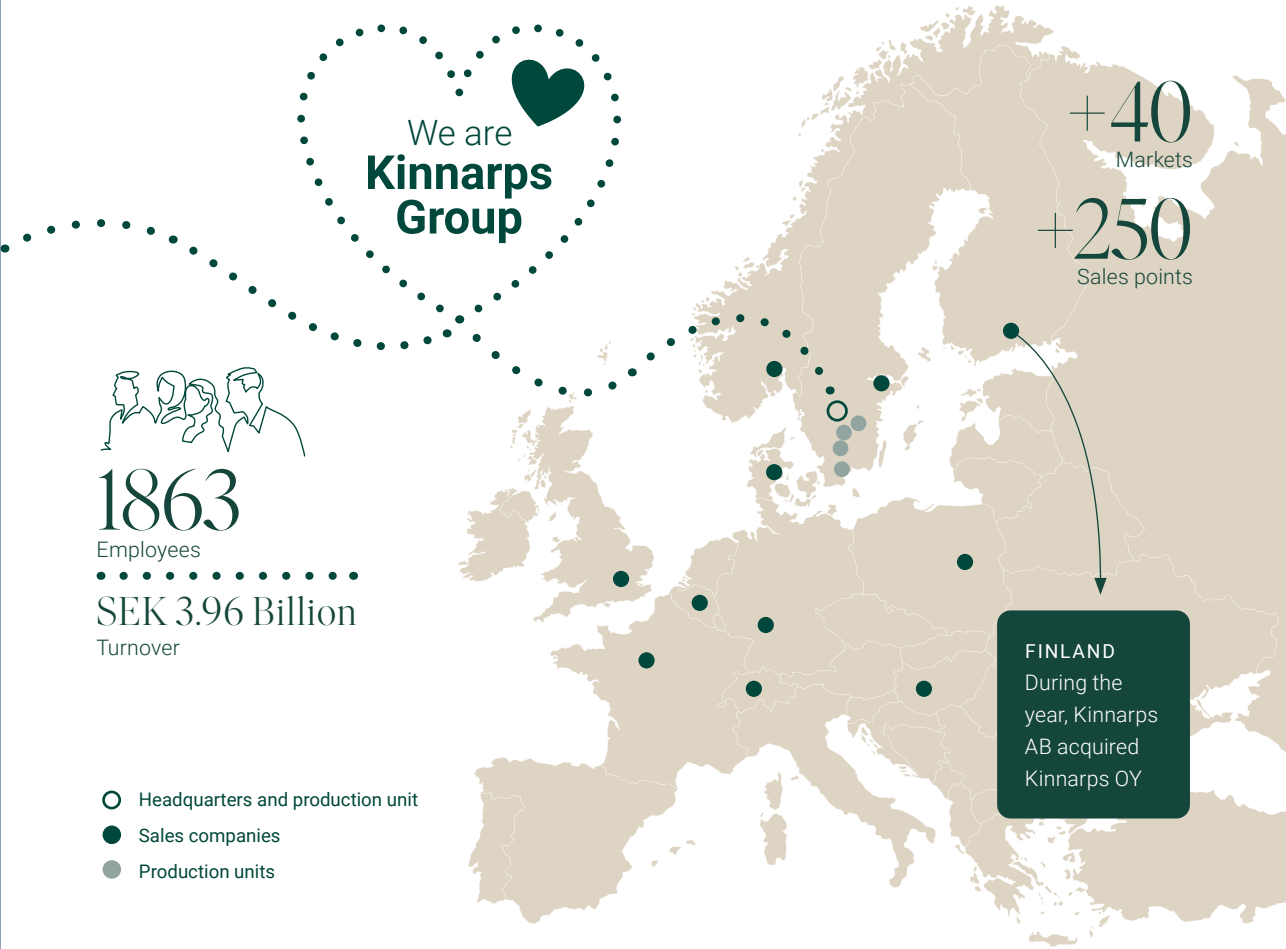 We are
Kinnarps
Group
+40
Markets
+250
Sales points
1863
Employees
SEK 3.96 Billion
Turnover
FINLAND
During the
year, Kinnarps
AB acquired
Kinnarps OY
Headquarters and production unit
Sales companies
Production units